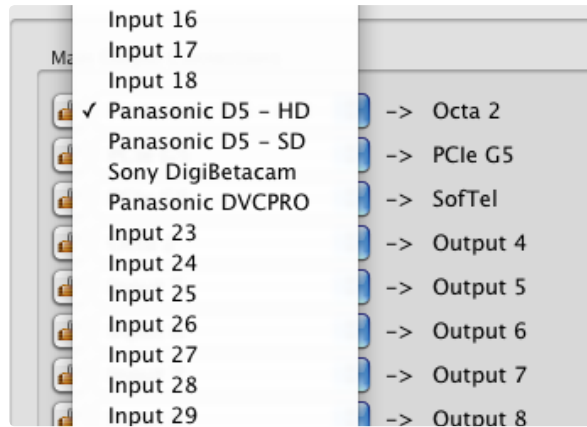 Input 16
Input 17
Ma
Input 18
✓ Panasonic D5 – HD -> Octa 2
Panasonic D5 – SD -> PCIe G5
Sony DigiBetacam
Panasonic DVCPRO -> SofTel
Input 23 -> Output 4
Input 24
Input 25 -> Output 5
Input 26 -> Output 6
Input 27
Input 28 -> Output 7
Input 29 -> Output 8